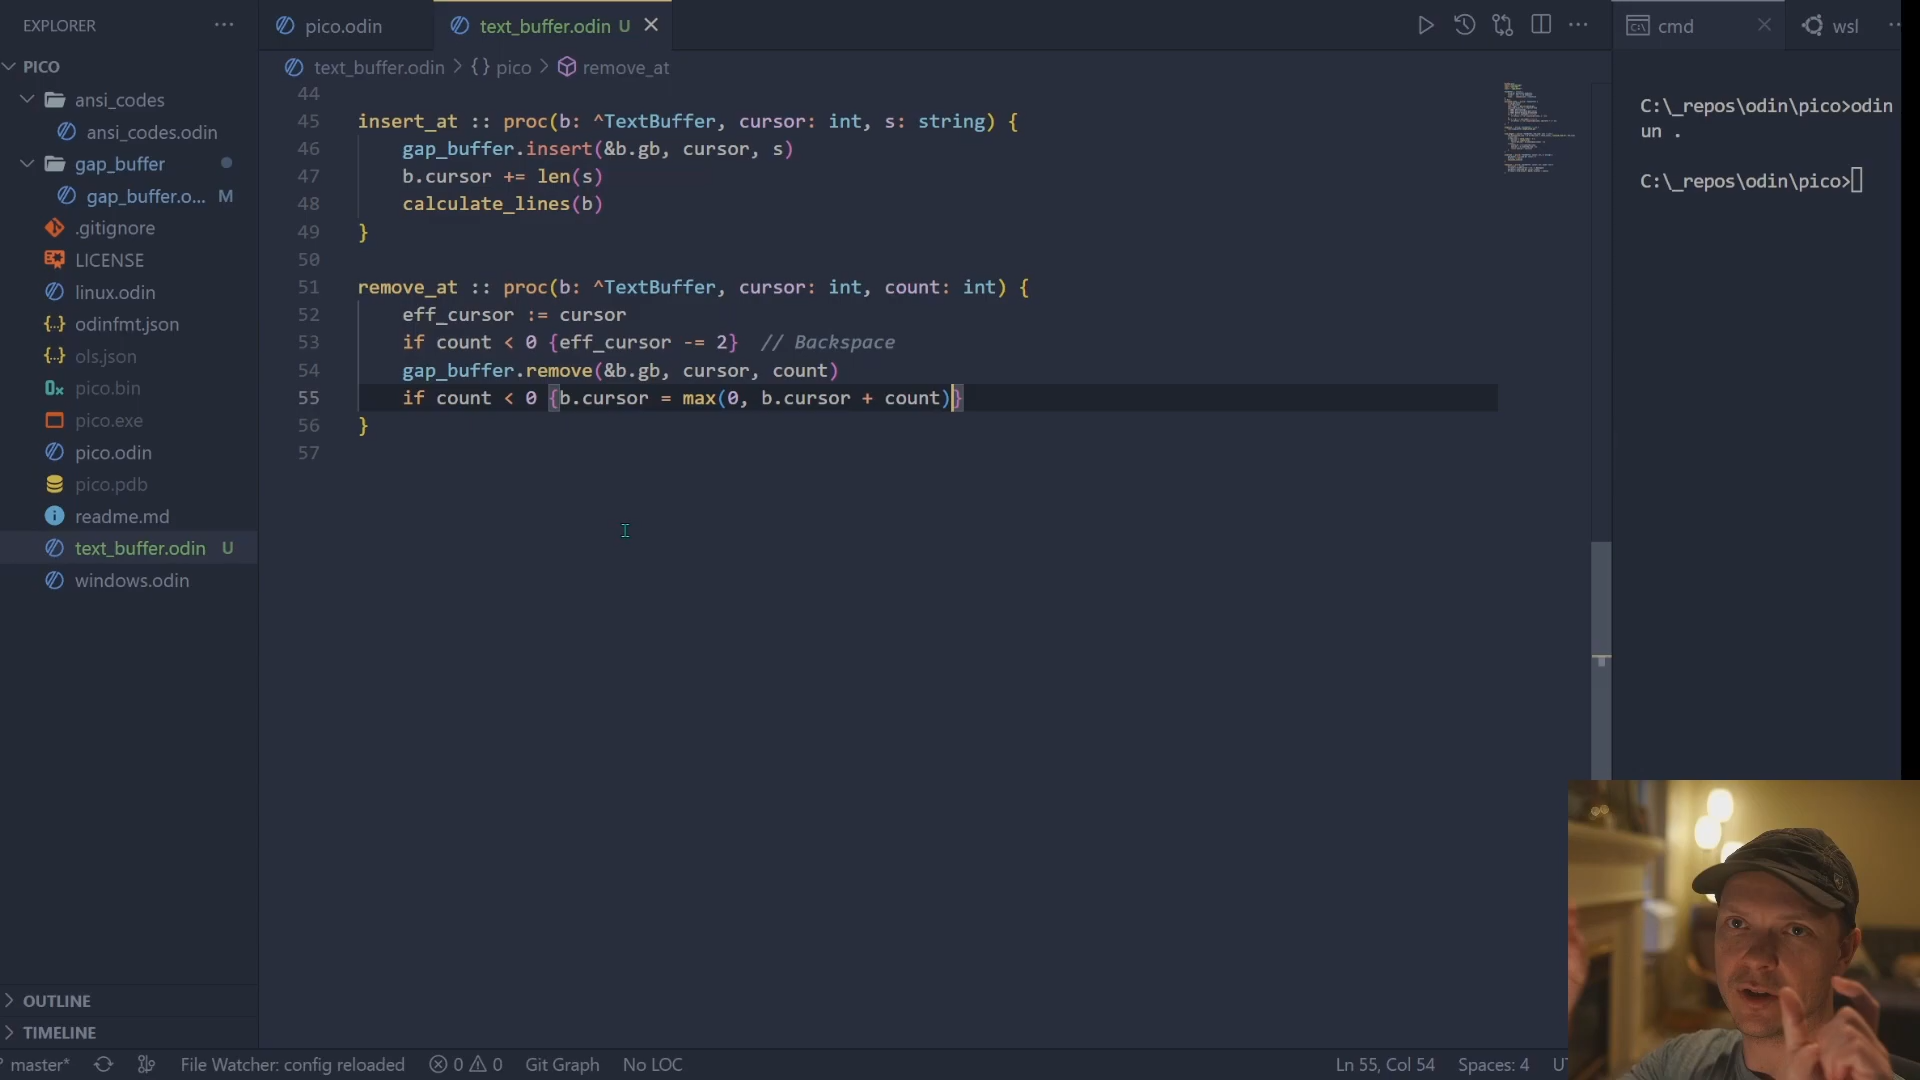 EXPLORER
PICO
ansi_codes
ansi_codes.odin
gap_buffer
gap_buffer.o... M
.gitignore
LICENSE
linux.odin
odinfmt.json
ols.json
pico.bin
pico.exe
pico.odin
pico.pdb
readme.md
text_buffer.odin U
windows.odin
OUTLINE
TIMELINE
pico.odin
text_buffer.odin U
text_buffer.odin > {} pico > remove_at
44
45 insert_at :: proc(b: ^TextBuffer, cursor: int, s: string) {
46 gap_buffer.insert(&b.gb, cursor, s)
47 b.cursor += len(s)
48 calculate_lines(b)
49 }
50
51 remove_at :: proc(b: ^TextBuffer, cursor: int, count: int) {
52 eff_cursor := cursor
53 if count < 0 {eff_cursor -= 2} // Backspace
54 gap_buffer.remove(&b.gb, cursor, count)
55 if count < 0 {b.cursor = max(0, b.cursor + count)}
56 }
57
cmd
wsl
C:\_repos\odin\pico>odin
un .
C:\_repos\odin\pico>
master*
File Watcher: config reloaded
0 0
Git Graph
No LOC
Ln 55, Col 54
Spaces: 4